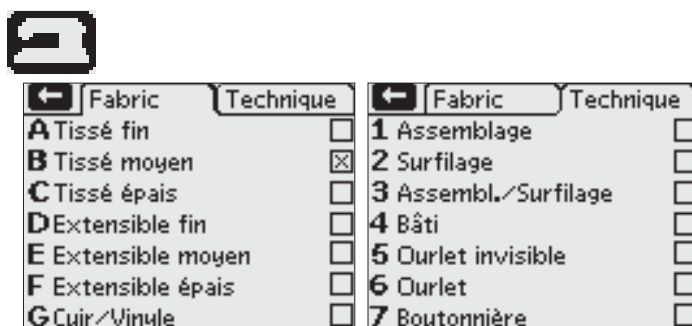 Fabric Technique
A Tissé fin
B Tissé moyen
C Tissé épais
D Extensible fin
E Extensible moyen
F Extensible épais
G Cuir/Vinyle
Fabric Technique
1 Assemblage
2 Surfilage
3 Assembl./Surfilage
4 Bâti
5 Ourlet invisible
6 Ourlet
7 Boutonnière